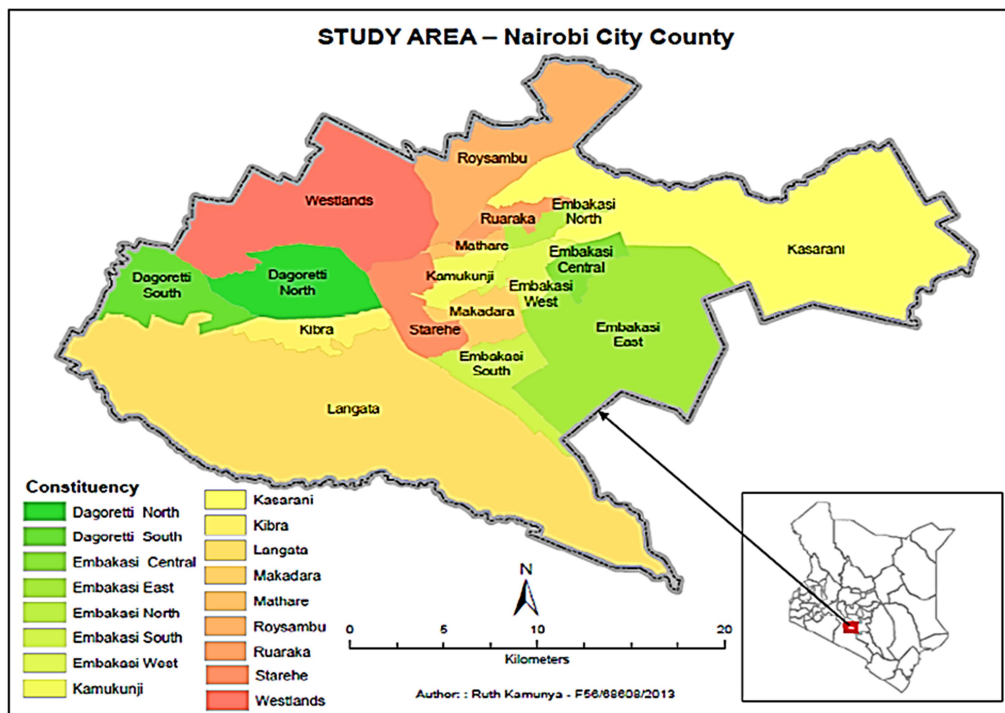 STUDY AREA – Nairobi City County
Roysambu
Westlands
Ruaraka
Embakasi
North
Mathare
Kasarani
Embakasi
Central
Dagoretti
South
Dagoretti
North
Kamukunji
Embakasi
West
Makadara
Kibra
Starehe
Embakasi
East
Embakasi
South
Langata
Constituency
Dagoretti North
Dagoretti South
Embakasi Central
Embakasi East
Embakasi North
Embakasi South
Embakasi West
Kamukunji
Kasarani
Kibra
Langata
Makadara
Mathare
Roysambu
Ruaraka
Starehe
Westlands
N
0 5 10 20
Kilometers
Author: : Ruth Kamunya - F56/68608/2013